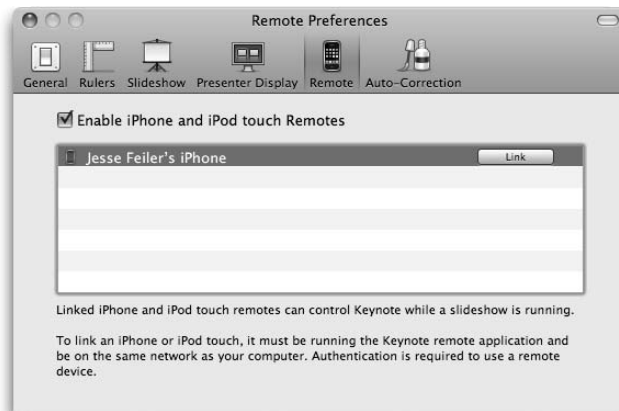 Remote Preferences
General Rulers Slideshow Presenter Display Remote Auto-Correction
Enable iPhone and iPod touch Remotes
Jesse Feiler's iPhone Link
Linked iPhone and iPod touch remotes can control Keynote while a slideshow is running.
To link an iPhone or iPod touch, it must be running the Keynote remote application and
be on the same network as your computer. Authentication is required to use a remote
device.